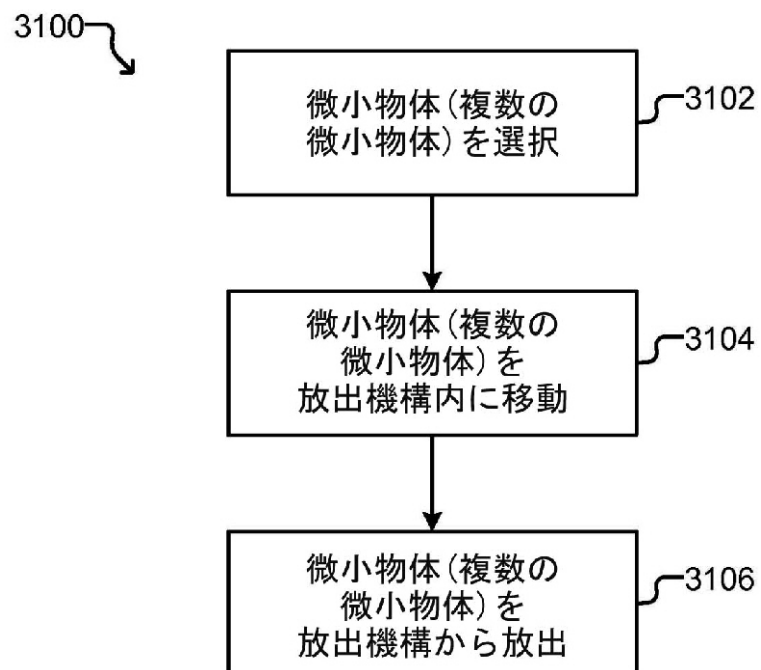 3100
微小物体(複数の
微小物体)を選択
3102
微小物体(複数の
微小物体)を
放出機構内に移動
3104
微小物体(複数の
微小物体)を
放出機構から放出
3106